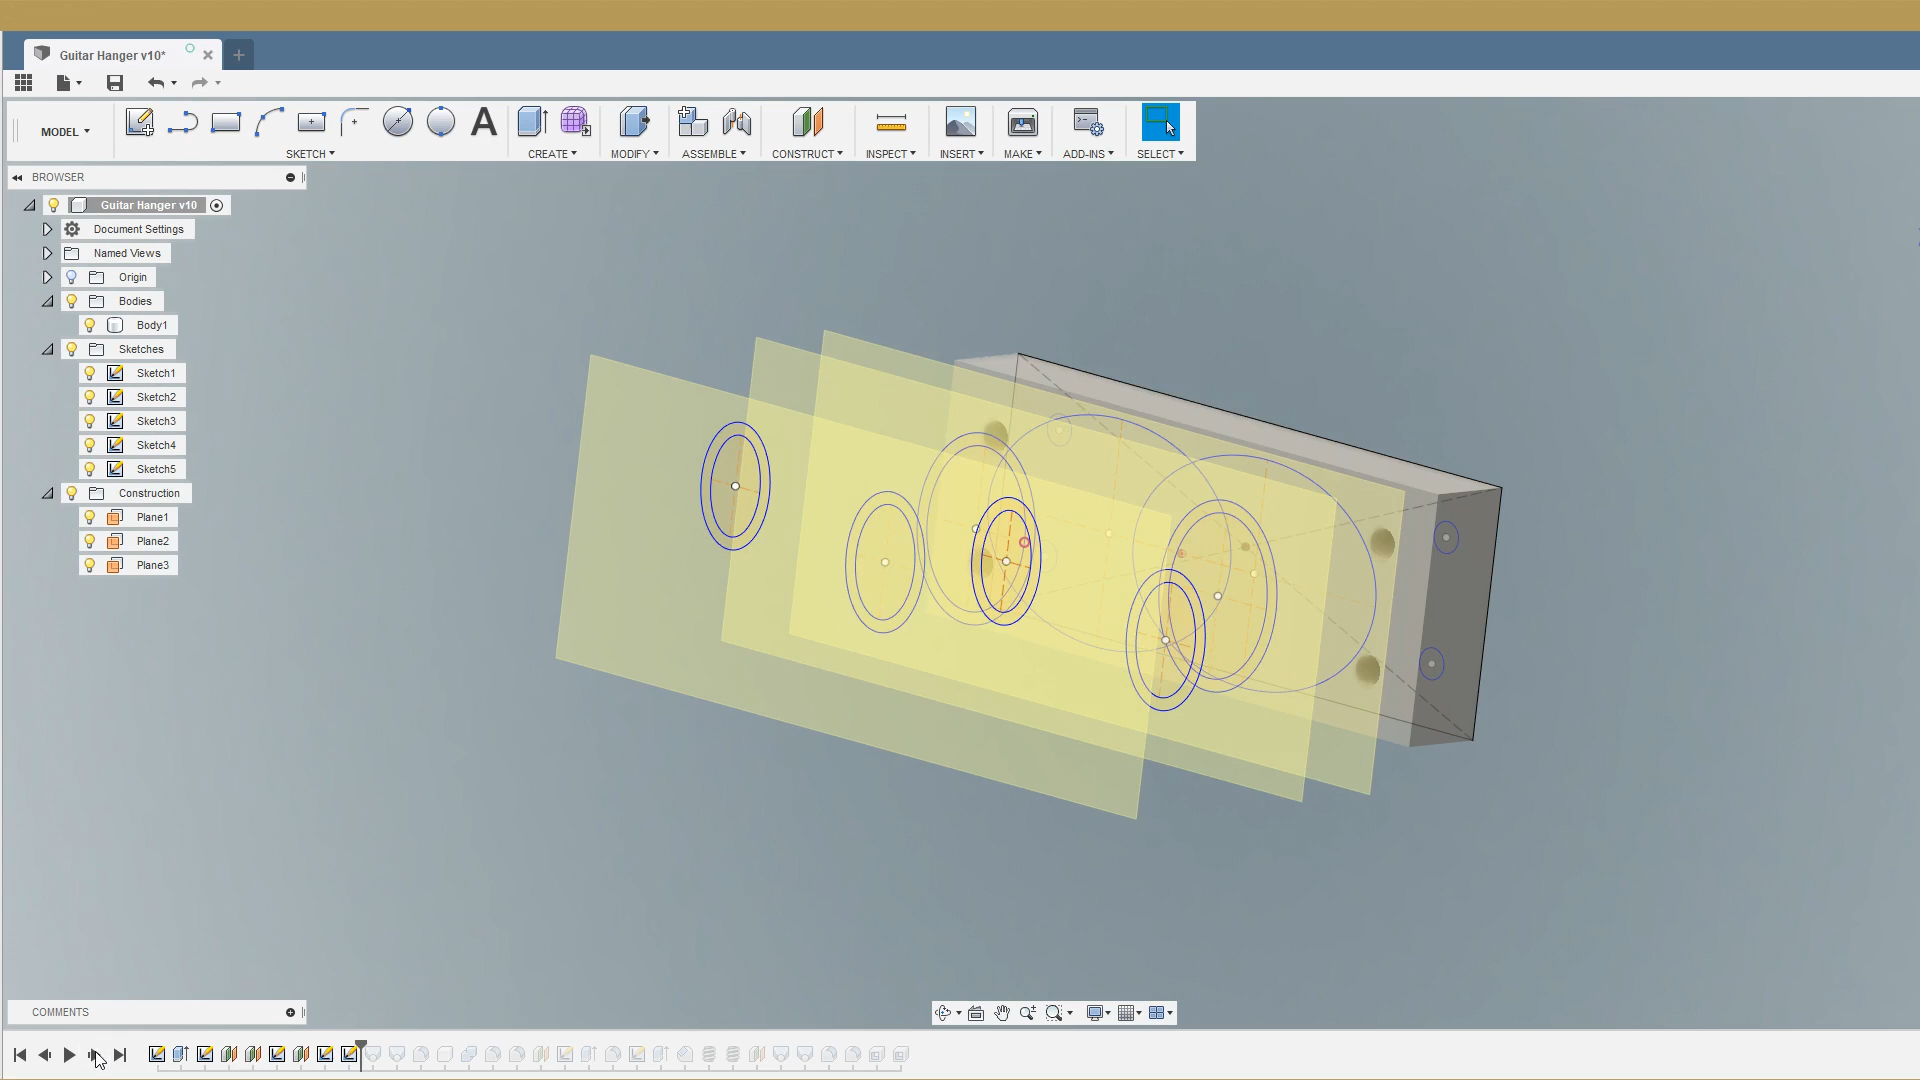 Guitar Hanger v10*
MODEL
SKETCH
CREATE
MODIFY
ASSEMBLE
CONSTRUCT
INSPECT
INSERT
MAKE
ADD-INS
SELECT
BROWSER
Guitar Hanger v10
Document Settings
Named Views
Origin
Bodies
Body1
Sketches
Sketch1
Sketch2
Sketch3
Sketch4
Sketch5
Construction
Plane1
Plane2
Plane3
COMMENTS